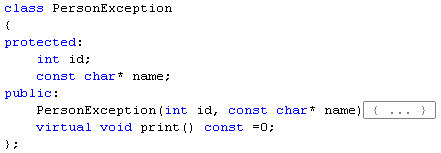 class PersonException
{
protected:
    int id;
    const char* name;
public:
    PersonException(int id, const char* name){ ... }
    virtual void print() const =0;
};